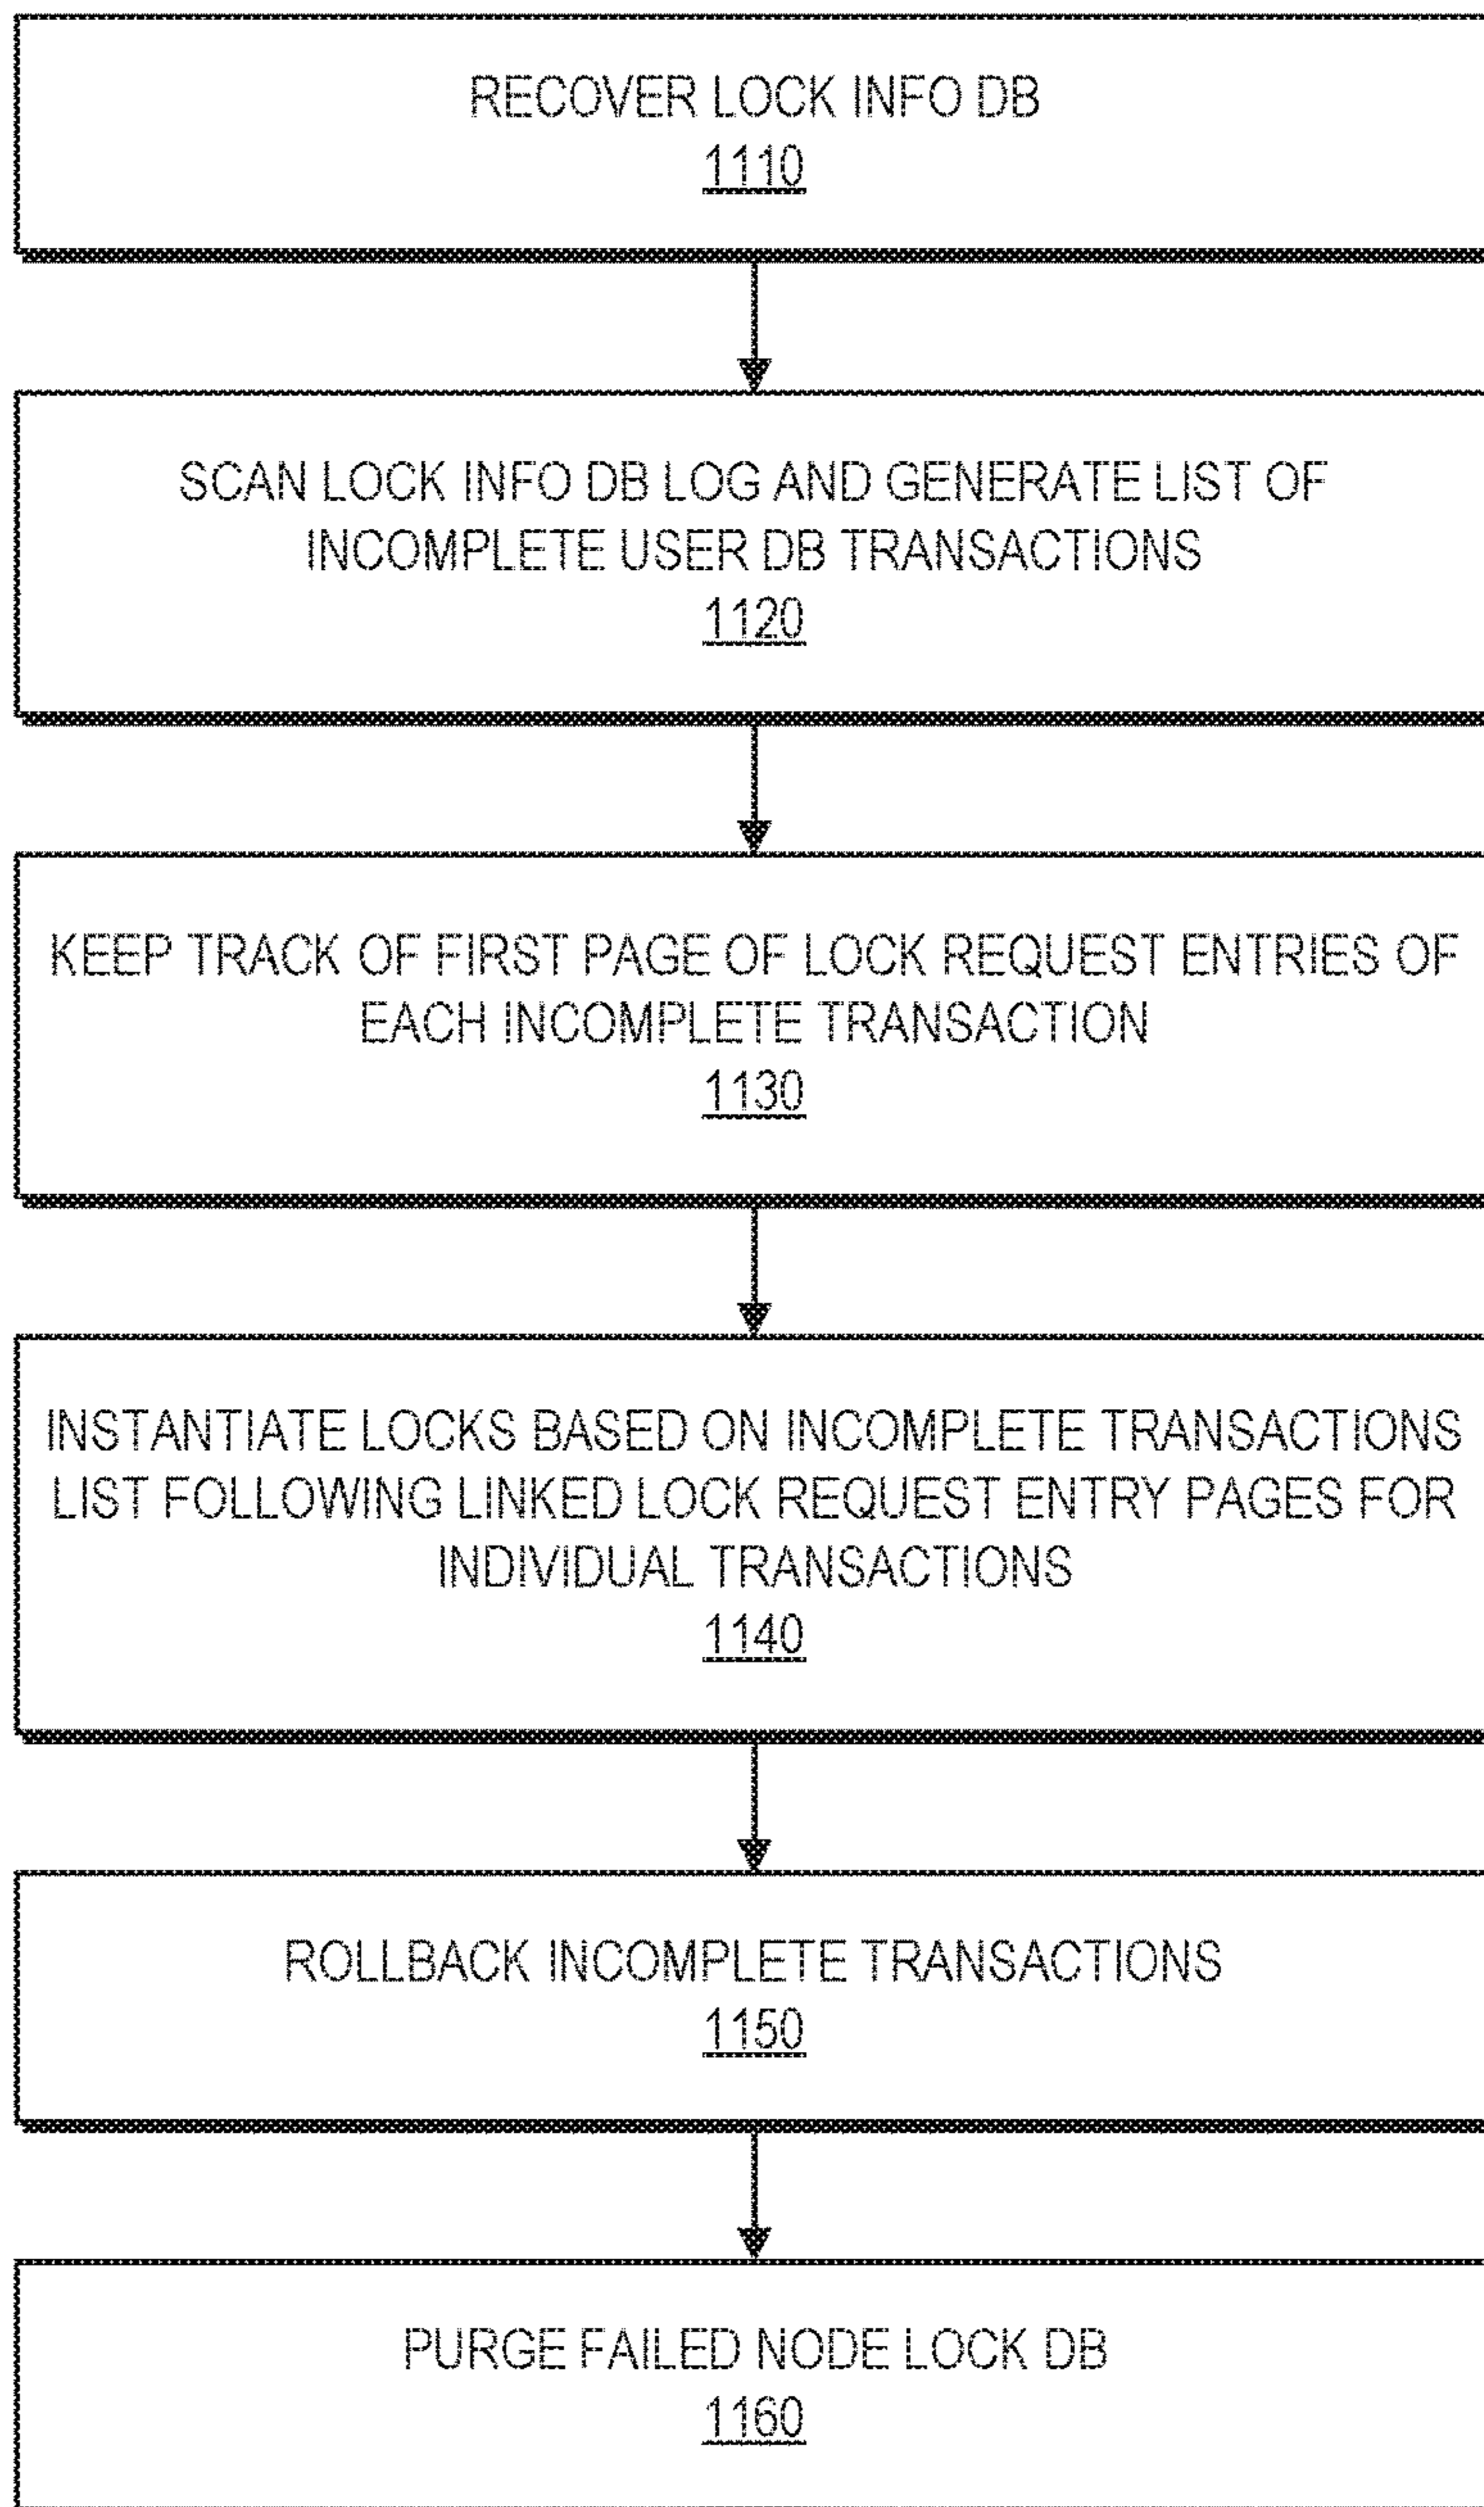 RECOVER LOCK INFO DB
1110
SCAN LOCK INFO DB LOG AND GENERATE LIST OF
INCOMPLETE USER DB TRANSACTIONS
1120
KEEP TRACK OF FIRST PAGE OF LOCK REQUEST ENTRIES OF
EACH INCOMPLETE TRANSACTION
1130
INSTANTIATE LOCKS BASED ON INCOMPLETE TRANSACTIONS
LIST FOLLOWING LINKED LOCK REQUEST ENTRY PAGES FOR
INDIVIDUAL TRANSACTIONS
1140
ROLLBACK INCOMPLETE TRANSACTIONS
1150
PURGE FAILED NODE LOCK DB
1160